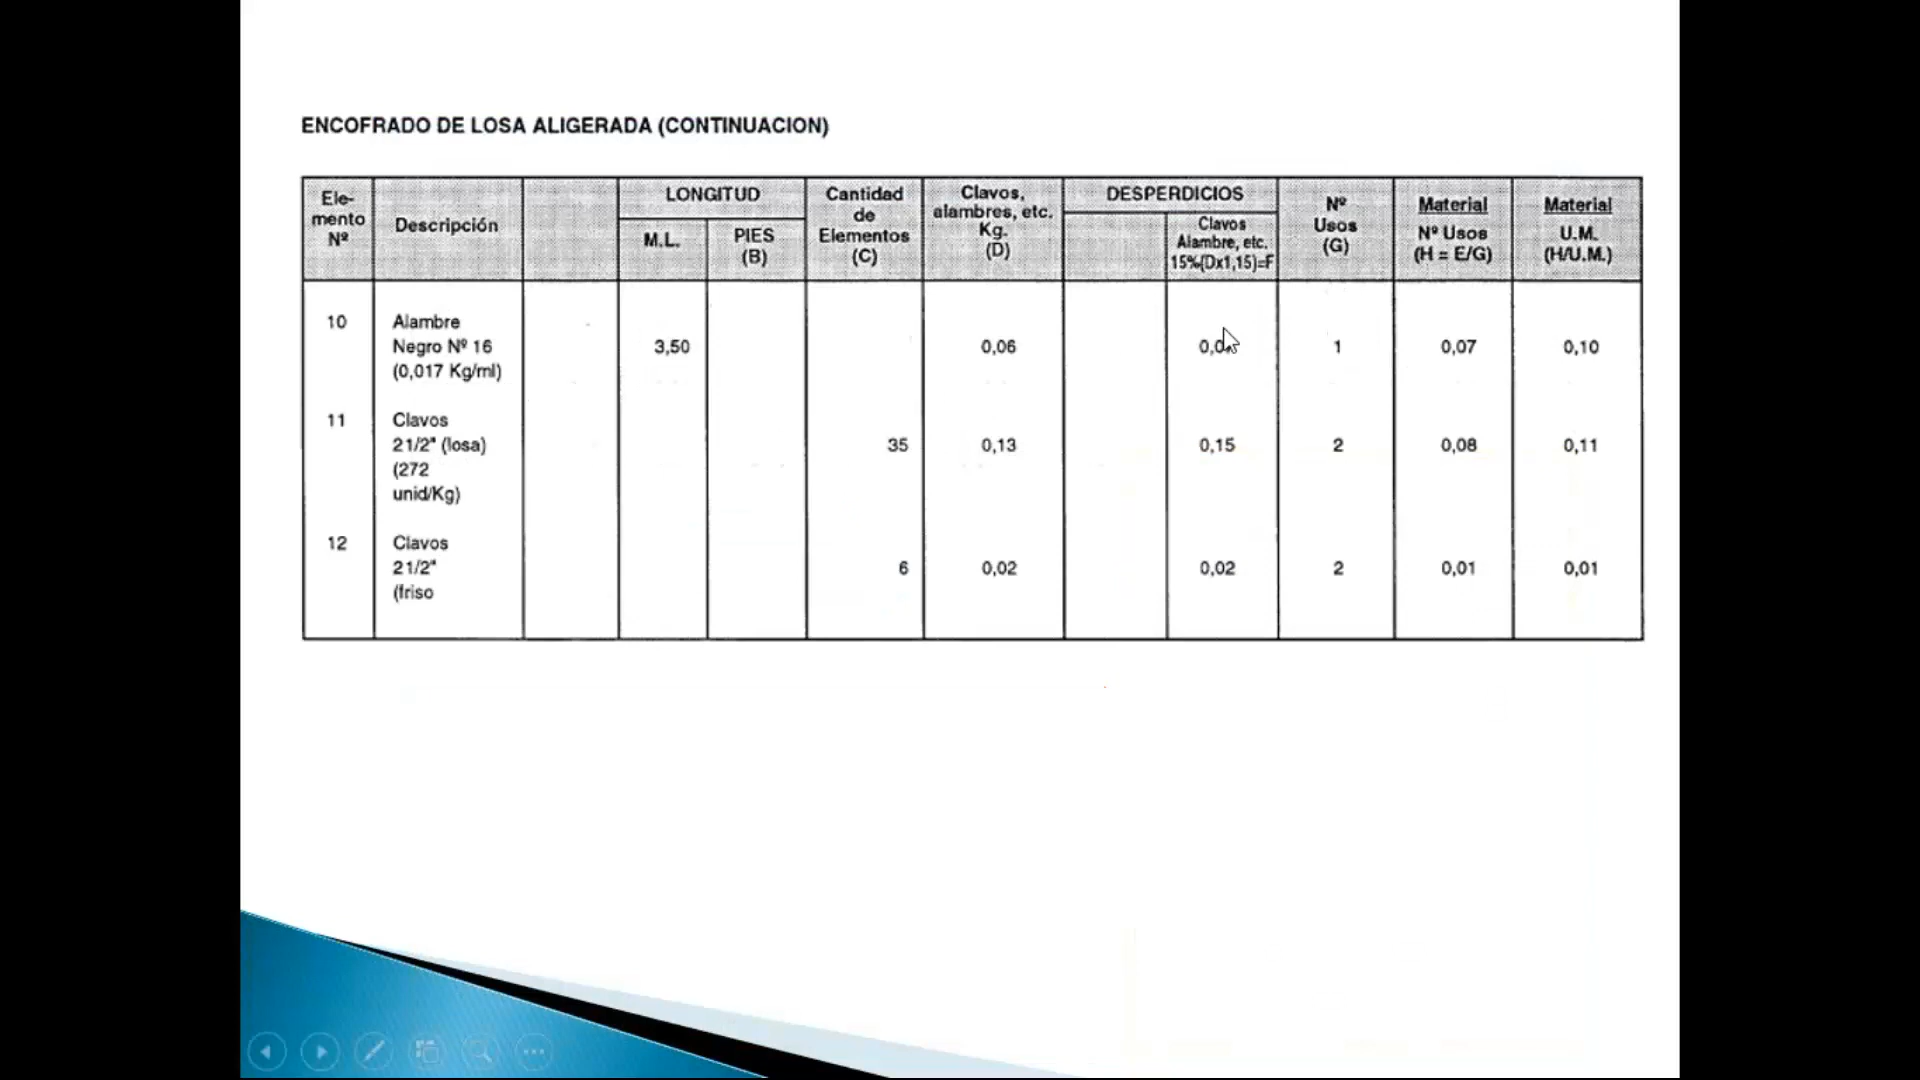 ENCOFRADO DE LOSA ALIGERADA (CONTINUACION)
Ele-
mento
Nº
Descripción
LONGITUD
M.L.
PIES
(B)
Cantidad
de
Elementos
(C)
Clavos,
alambres, etc.
Kg.
(D)
DESPERDICIOS
Clavos
Alambre, etc.
15%(Dx1,15)=F
Nº
Usos
(G)
Material
Nº Usos
(H = E/G)
Material
U.M.
(H/U.M.)
10
Alambre
Negro Nº 16
(0,017 Kg/ml)
3,50
0,06
1
0,07
0,10
11
Clavos
21/2" (losa)
(272
unid/Kg)
35
0,13
0,15
2
0,08
0,11
12
Clavos
21/2"
(friso
6
0,02
0,02
2
0,01
0,01